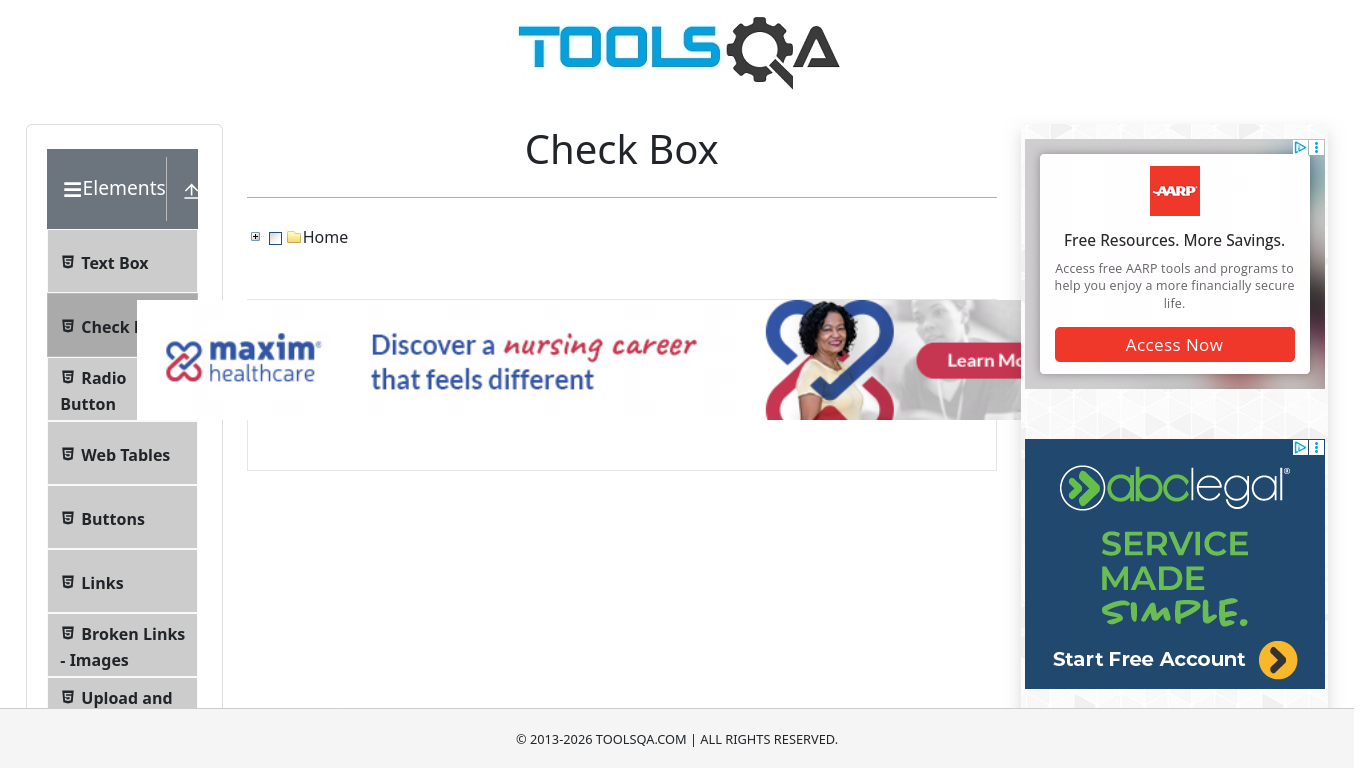 TOOLSQA
Check Box
Elements
Text Box
Check
Radio
Button
Web Tables
Buttons
Links
Broken Links
- Images
Upload and
Home
maxim
healthcare
Discover a nursing career
that feels different
Learn
AARP
Free Resources. More Savings.
Access free AARP tools and programs to
help you enjoy a more financially secure
life.
Access Now
abclegal®
SERVICE
MADE
SIMPLE.
Start Free Account
© 2013-2026 TOOLSQA.COM | ALL RIGHTS RESERVED.